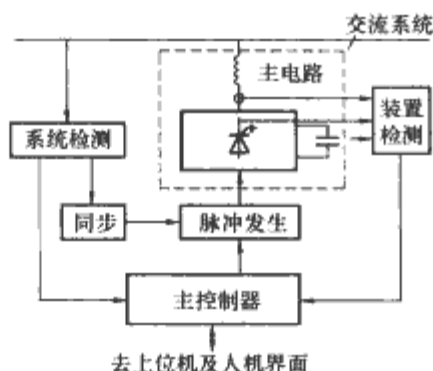 交流系统
主电路
装置
检测
系统检测
同步
脉冲发生
主控制器
去上位机及人机界面